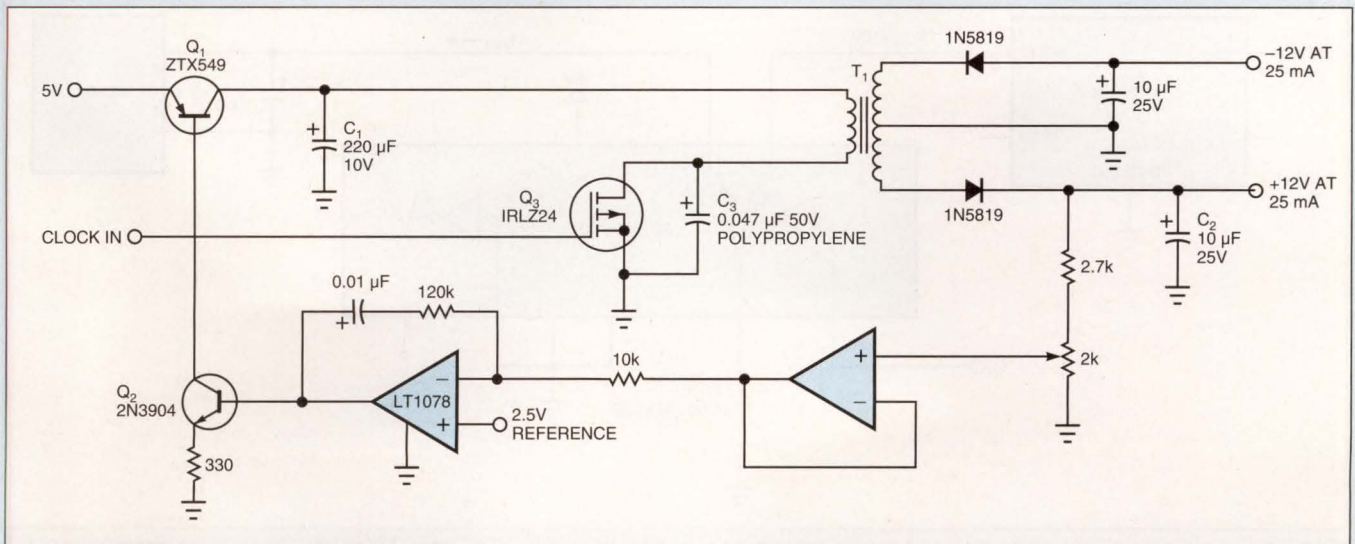 Q1
ZTX549
5V
+
C1
220 µF
10V
CLOCK IN
Q3
IRLZ24
+
C3
0.047 µF 50V
POLYPROPYLENE
T1
1N5819
–12V AT
25 mA
+
10 µF
25V
1N5819
+12V AT
25 mA
+
C2
10 µF
25V
2.7k
2k
0.01 µF
+
120k
10k
+
–
–
LT1078
+
2.5V
REFERENCE
Q2
2N3904
330